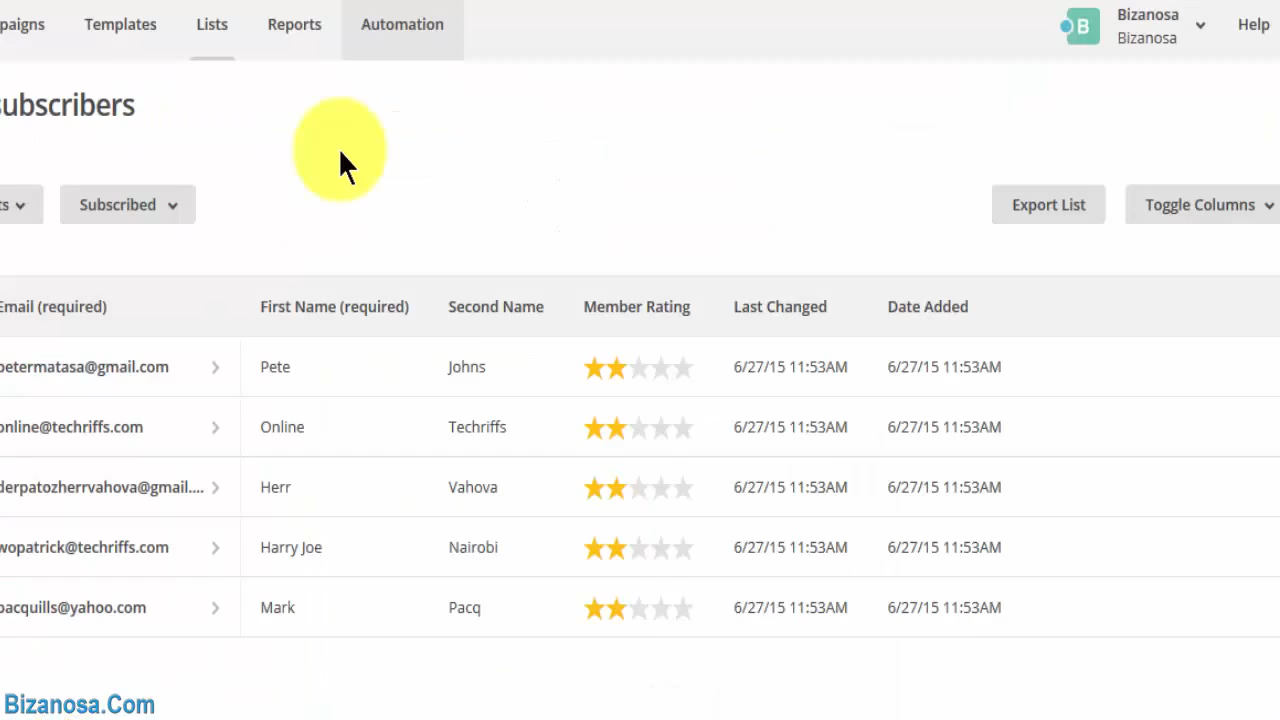 paigns Templates Lists Reports Automation B Bizanosa Help
Bizanosa
subscribers
ts Subscribed Export List Toggle Columns
Email (required) First Name (required) Second Name Member Rating Last Changed Date Added
petermatasa@gmail.com Pete Johns 6/27/15 11:53AM 6/27/15 11:53AM
online@techriffs.com Online Techriffs 6/27/15 11:53AM 6/27/15 11:53AM
derpatozherrvahova@gmail.... Herr Vahova 6/27/15 11:53AM 6/27/15 11:53AM
wopatrick@techriffs.com Harry Joe Nairobi 6/27/15 11:53AM 6/27/15 11:53AM
pacquills@yahoo.com Mark Pacq 6/27/15 11:53AM 6/27/15 11:53AM
Bizanosa.Com